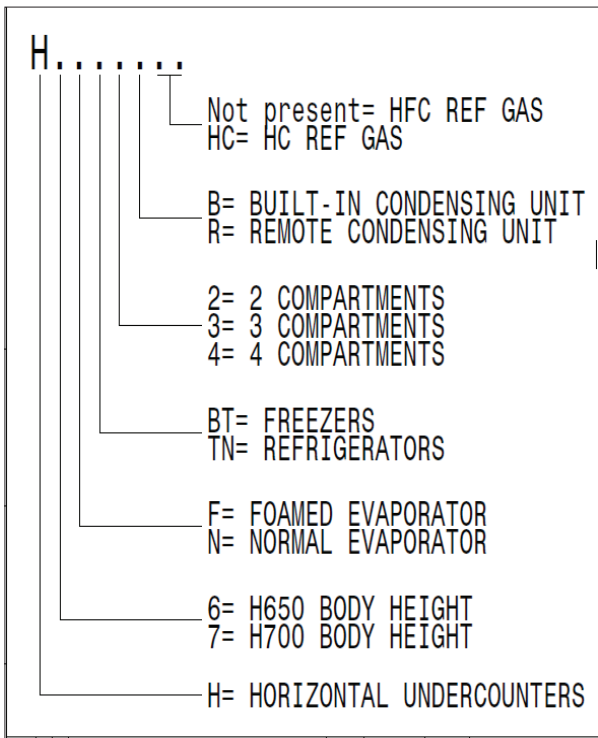 H.......
Not present= HFC REF GAS
HC= HC REF GAS
B= BUILT-IN CONDENSING UNIT
R= REMOTE CONDENSING UNIT
2= 2 COMPARTMENTS
3= 3 COMPARTMENTS
4= 4 COMPARTMENTS
BT= FREEZERS
TN= REFRIGERATORS
F= FOAMED EVAPORATOR
N= NORMAL EVAPORATOR
6= H650 BODY HEIGHT
7= H700 BODY HEIGHT
H= HORIZONTAL UNDERCOUNTERS